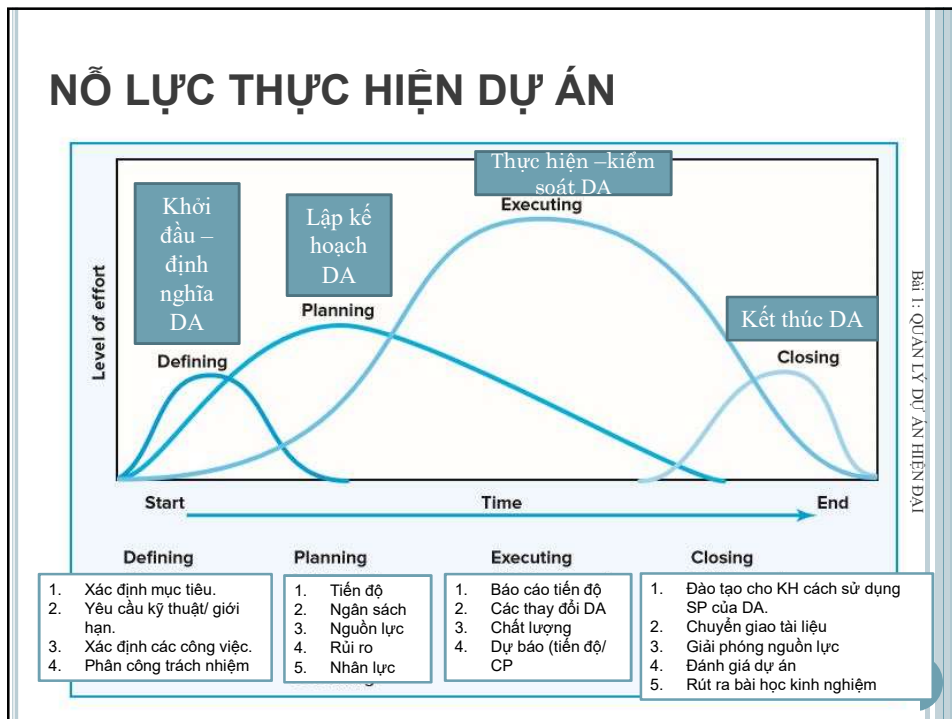 NỖ LỰC THỰC HIỆN DỰ ÁN
Thực hiện –kiểm
soát DA
Executing
Khởi
đầu –
định
nghĩa
DA
Lập kế
hoạch
DA
Planning
Defining
Kết thúc DA
Closing
Level of effort
Start
Time
End
Bài 1: QUẢN LÝ DỰ ÁN HIỆN ĐẠI
Defining
Planning
Executing
Closing
1. Xác định mục tiêu.
2. Yêu cầu kỹ thuật/ giới
hạn.
3. Xác định các công việc.
4. Phân công trách nhiệm
1. Tiến độ
2. Ngân sách
3. Nguồn lực
4. Rủi ro
5. Nhân lực
1. Báo cáo tiến độ
2. Các thay đổi DA
3. Chất lượng
4. Dự báo (tiến độ/
CP
1. Đào tạo cho KH cách sử dụng
SP của DA.
2. Chuyển giao tài liệu
3. Giải phóng nguồn lực
4. Đánh giá dự án
5. Rút ra bài học kinh nghiệm